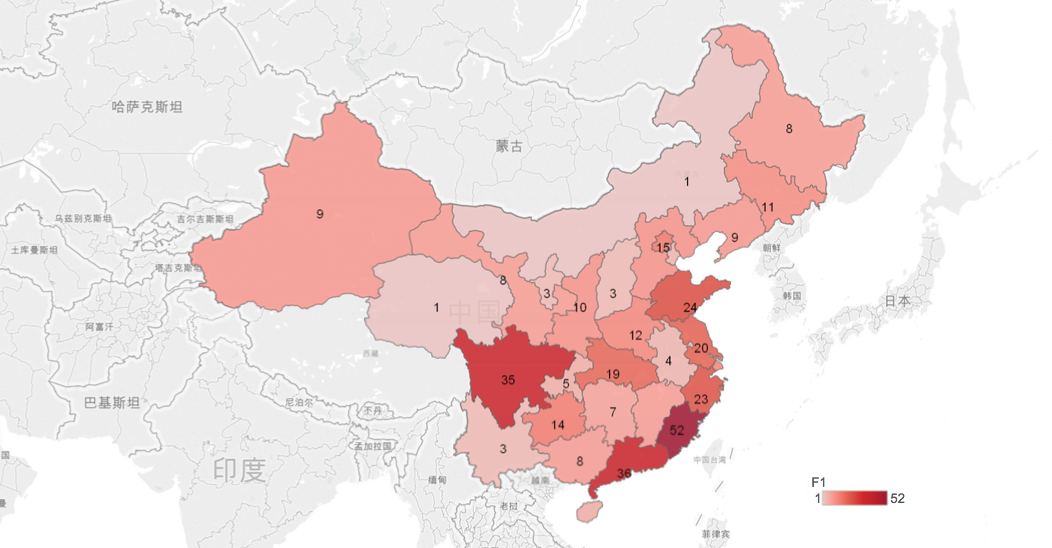 哈萨克斯坦
蒙古
8
1
乌兹别克斯坦
吉尔吉斯斯坦
9
11
土库曼斯坦
塔吉克斯坦
15
9
朝鲜
8
3
3
韩国
日本
1
中国
10
24
阿富汗
12
20
西藏
4
35
5
19
巴基斯坦
尼泊尔
不丹
7
23
14
52
孟加拉国
3
8
中国台湾
印度
36
缅甸
越南
F1
老挝
1
52
国
曼
菲律宾